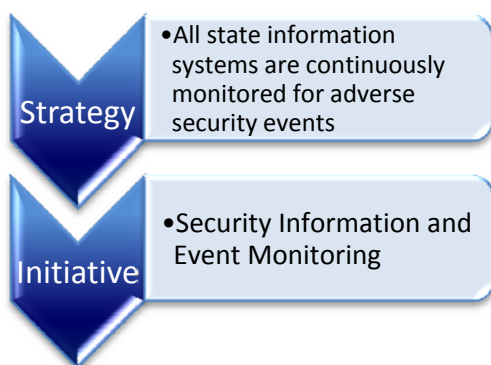 Strategy
•All state information
systems are continuously
monitored for adverse
security events
Initiative
•Security Information and
Event Monitoring